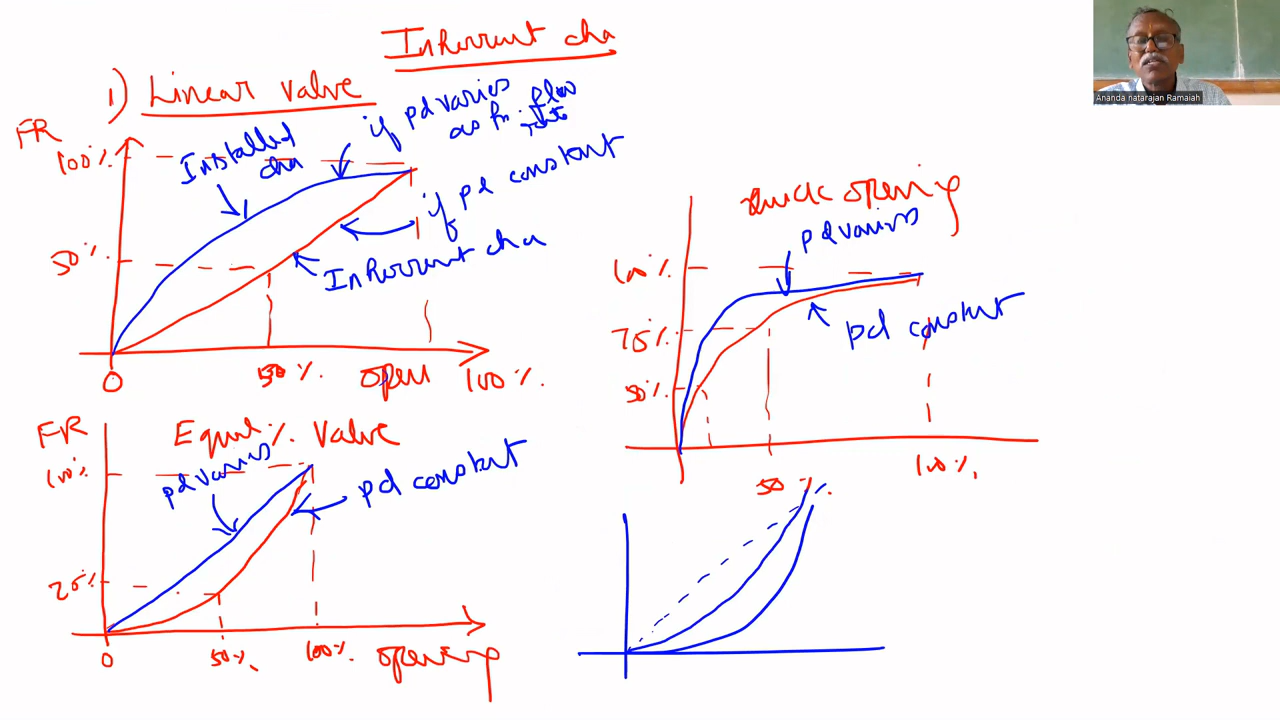 Inherrunt cha
1) Linear valve
FR
100%
50%
0
50%.
open
100%.
Installed
cha
if pd varies
as fn. flow
rate
if pd constant
Inherrunt cha
quick opening
pd varies
100%.
75%.
50%
pd constant
50 %.
100%.
FR
Equal % Valve
100%
pd varies
pd constant
25%
0
50%.
100%.
opening
Ananda natarajan Ramaiah